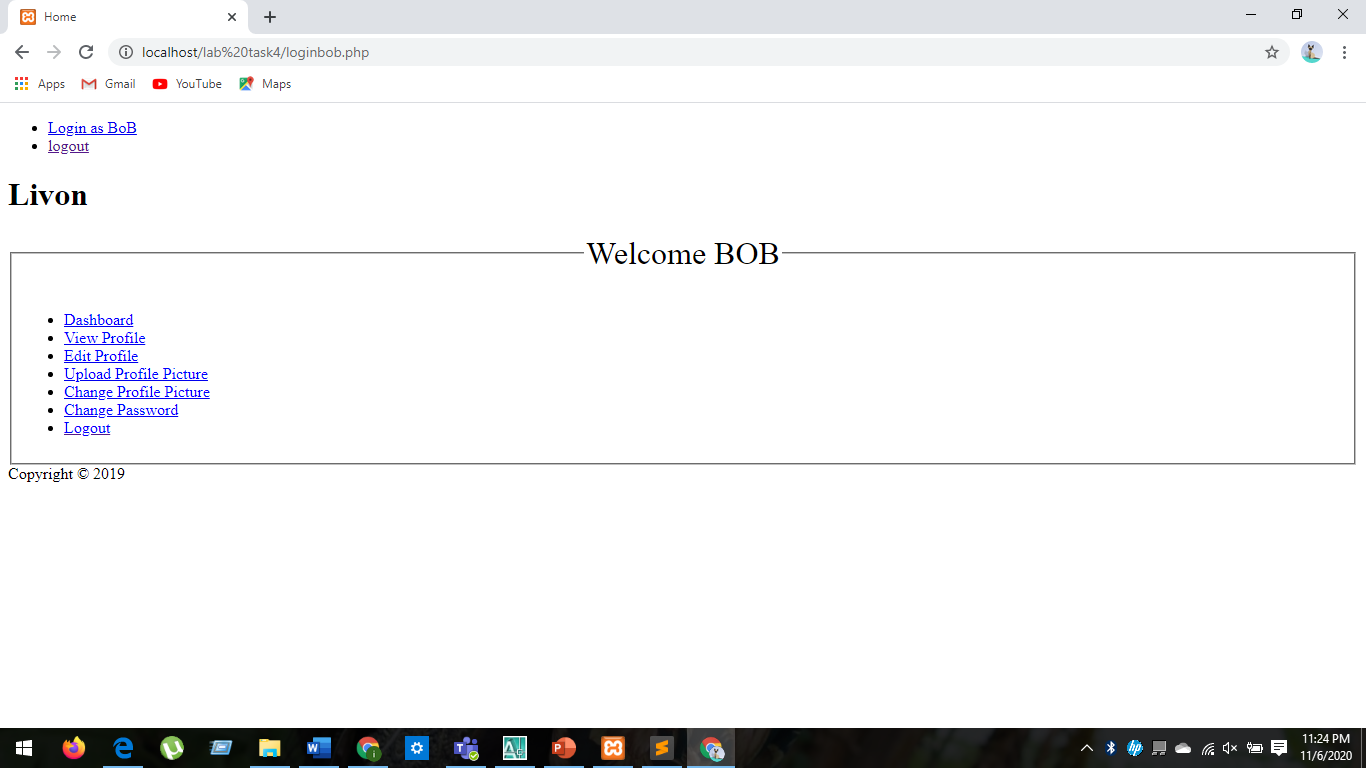 Home
localhost/lab%20task4/loginbob.php
Apps Gmail YouTube Maps
Login as BoB
logout
Livon
Welcome BOB
Dashboard
View Profile
Edit Profile
Upload Profile Picture
Change Profile Picture
Change Password
Logout
Copyright © 2019
11:24 PM
11/6/2020